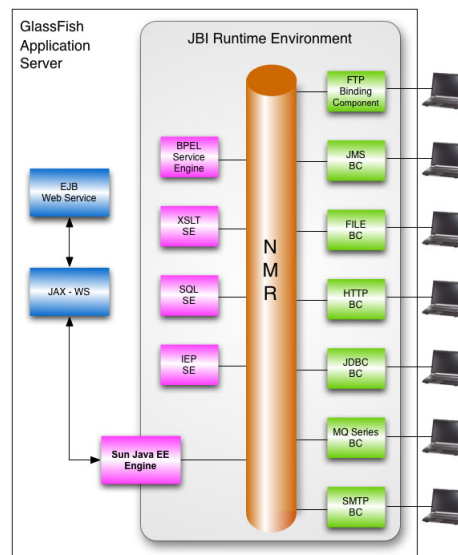 GlassFish
Application
Server
JBI Runtime Environment
FTP
Binding
Component
BPEL
Service
Engine
JMS
BC
EJB
Web Service
XSLT
SE
FILE
BC
N
M
R
JAX - WS
SQL
SE
HTTP
BC
IEP
SE
JDBC
BC
Sun Java EE
Engine
MQ Series
BC
SMTP
BC